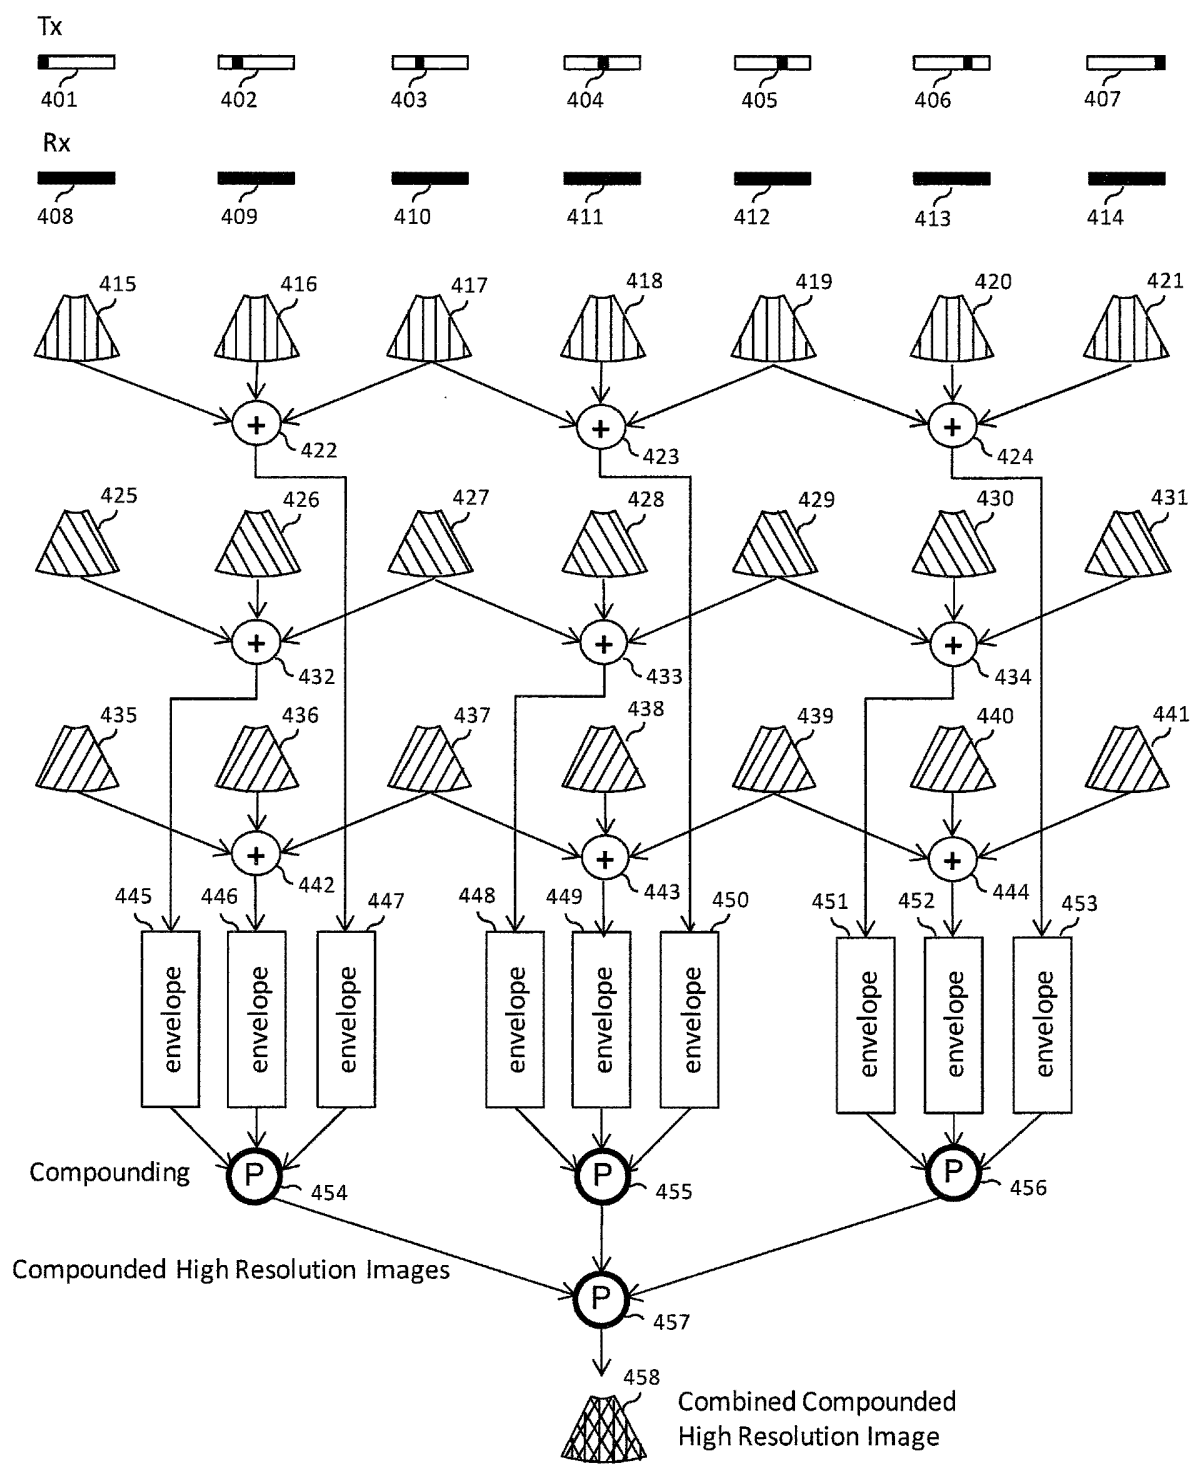 Tx
401 402 403 404 405 406 407
Rx
408 409 410 411 412 413 414
415 416 417 418 419 420 421
+ + +
422 423 424
425 426 427 428 429 430 431
+ + +
432 433 434
435 436 437 438 439 440 441
+ + +
442 443 444
445 446 447 448 449 450 451 452 453
envelope envelope envelope envelope envelope envelope envelope envelope envelope
Compounding P P P
454 455 456
Compounded High Resolution Images
P
457
458
Combined Compounded
High Resolution Image